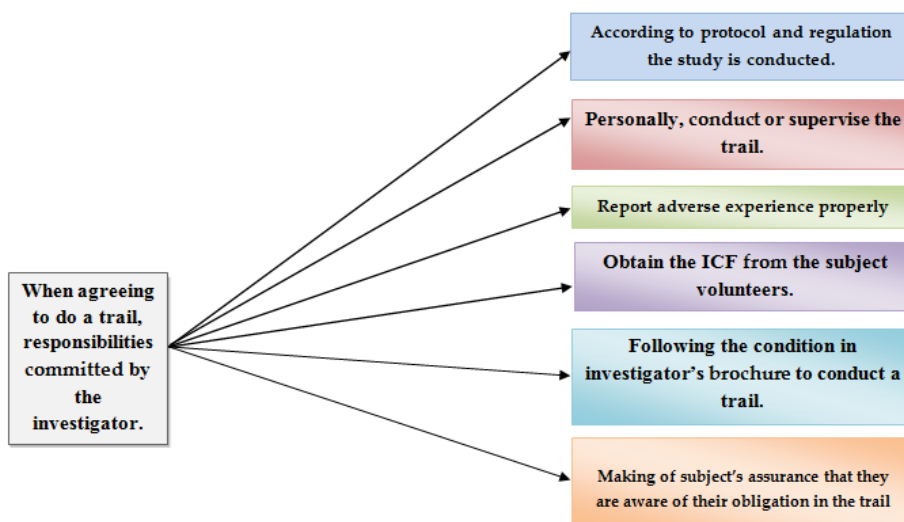 When agreeing
to do a trail,
responsibilities
committed by
the
investigator.
According to protocol and regulation
the study is conducted.
Personally, conduct or supervise the
trail.
Report adverse experience properly
Obtain the ICF from the subject
volunteers.
Following the condition in
investigator's brochure to conduct a
trail.
Making of subject's assurance that they
are aware of their obligation in the trail